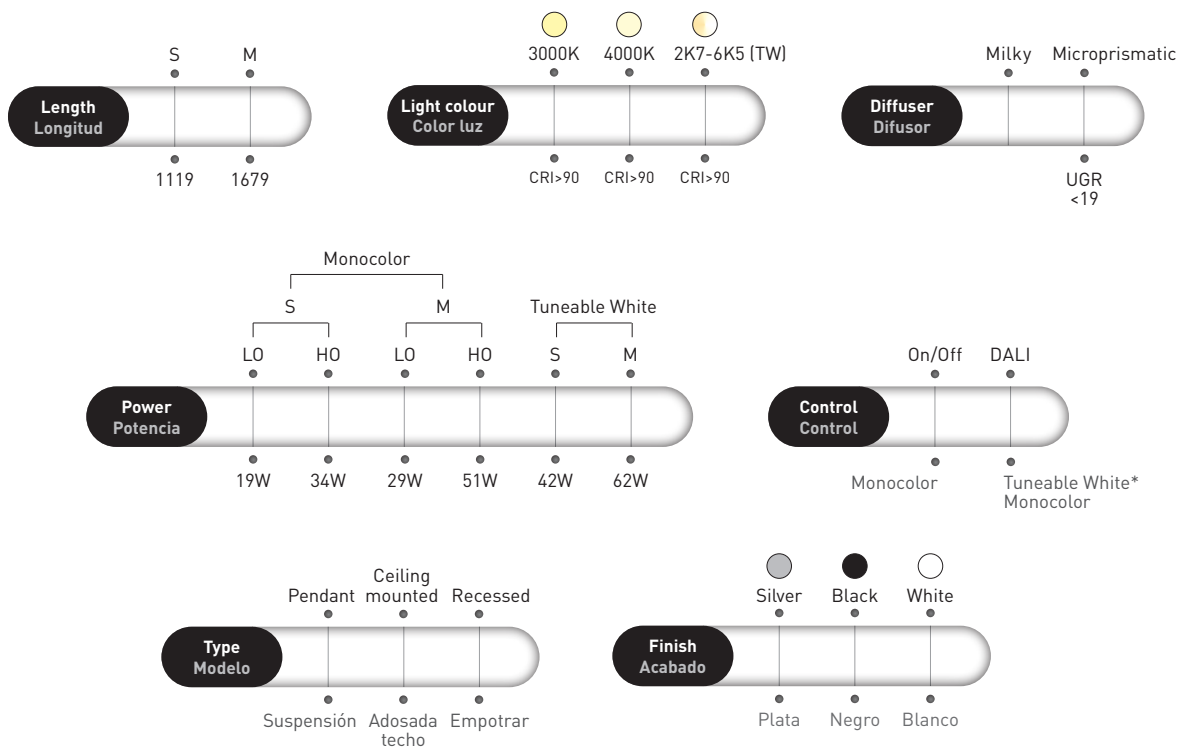 S M
Length
Longitud
1119 1679
3000K 4000K 2K7-6K5 (TW)
Light colour
Color luz
CRI>90 CRI>90 CRI>90
Milky Microprismatic
Diffuser
Difusor
UGR
<19
Monocolor
S M Tuneable White
LO HO LO HO S M
Power
Potencia
19W 34W 29W 51W 42W 62W
On/Off DALI
Control
Control
Monocolor Tuneable White*
Monocolor
Ceiling
Pendant mounted Recessed
Type
Modelo
Suspensión Adosada Empotrar
techo
Silver Black White
Finish
Acabado
Plata Negro Blanco